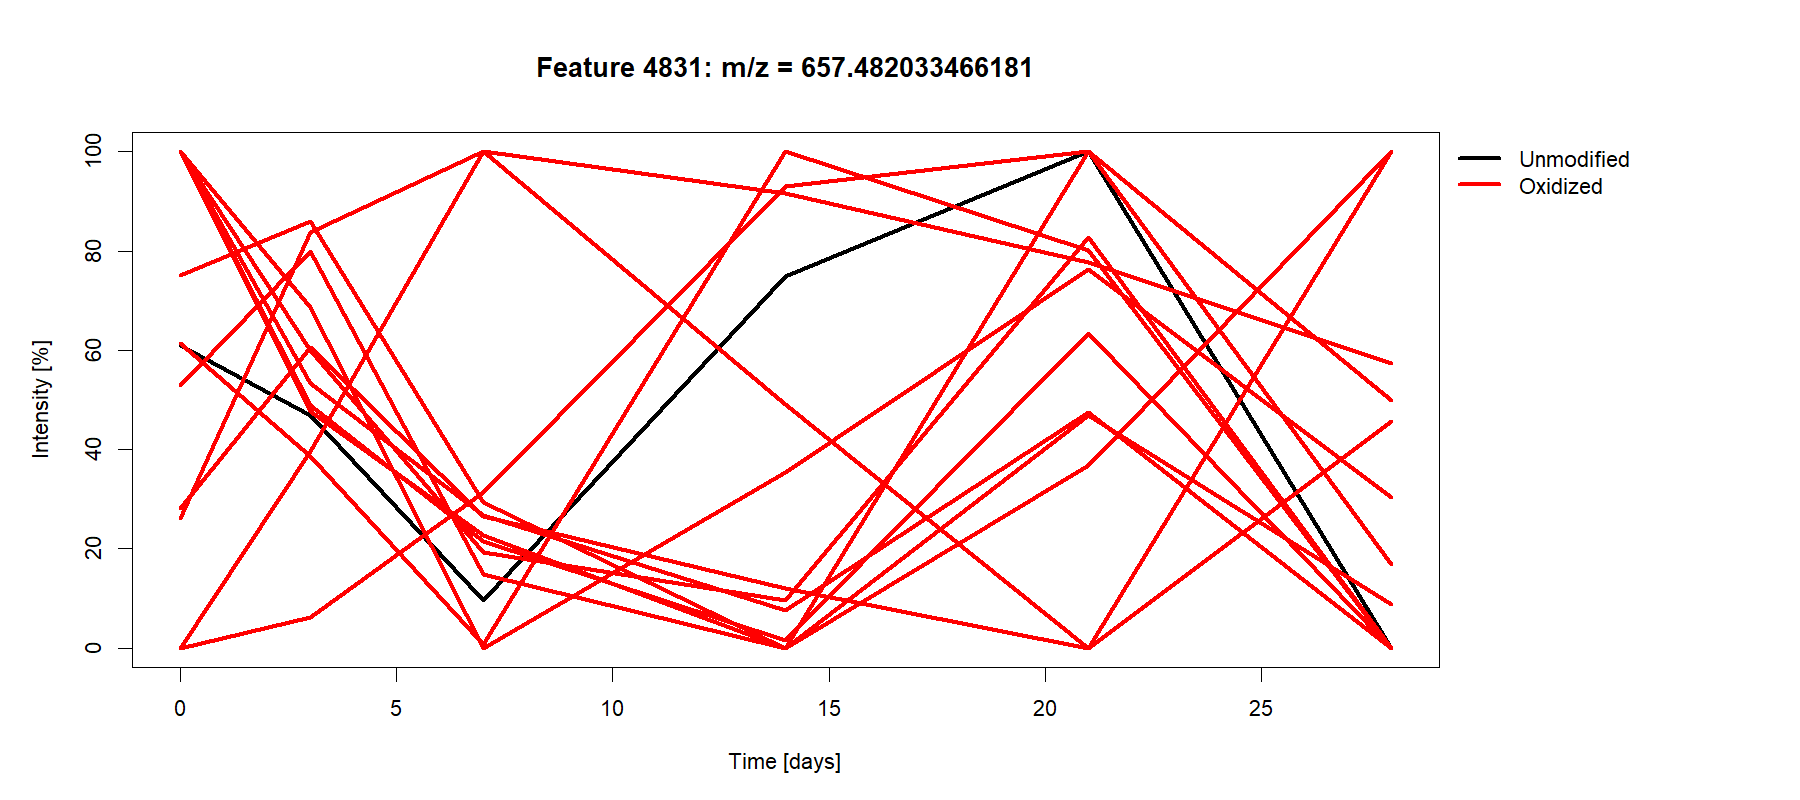 Feature 4831: m/z = 657.482033466181
Unmodified
Oxidized
Intensity [%]
100
80
60
40
20
0
0 5 10 15 20 25
Time [days]